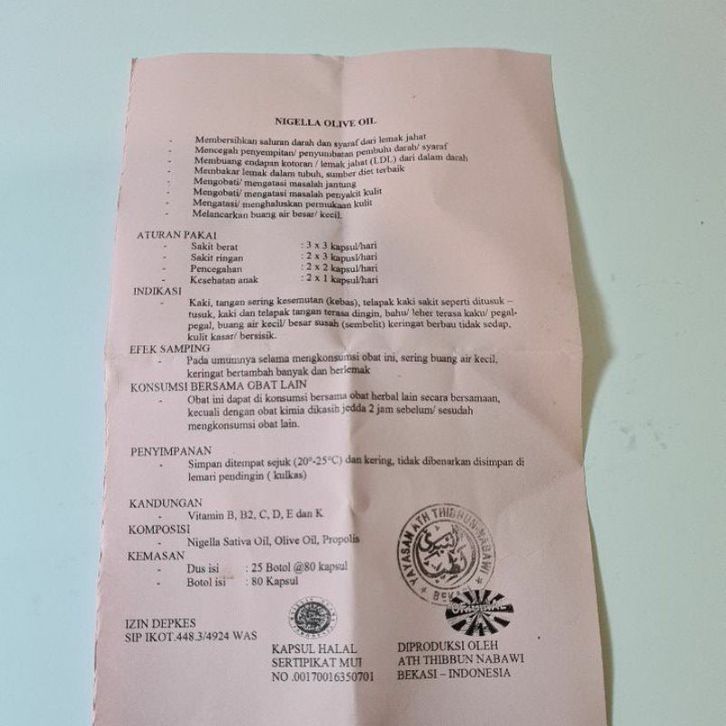 NIGELLA OLIVE OIL
- Membersihkan saluran darah dan syaraf dari lemak jahat
- Mencegah penyempitan/ penyumbatan pembuluh darah/ syaraf
- Membuang endapan kotoran / lemak jahat (LDL) dari dalam darah
- Membakar lemak dalam tubuh, sumber diet terbaik
- Mengobati/ mengatasi masalah jantung
- Mengobati/ mengatasi masalah penyakit kulit
- Mengatasi/ menghaluskan permukaan kulit
- Melancarkan buang air besar/ kecil.
ATURAN PAKAI
- Sakit berat : 3 x 3 kapsul/hari
- Sakit ringan : 2 x 3 kapusl/hari
- Pencegahan : 2 x 2 kapsul/hari
- Kesehatan anak : 2 x 1 kapsul/hari
INDIKASI
- Kaki, tangan sering kesemutan (kebas), telapak kaki sakit seperti ditusuk –
tusuk, kaki dan telapak tangan terasa dingin, bahu/ leher terasa kaku/ pegal-
pegal, buang air kecil/ besar susah (sembelit) keringat berbau tidak sedap,
kulit kasar/ bersisik.
EFEK SAMPING
- Pada umumnya selama mengkonsumsi obat ini, sering buang air kecil,
keringat bertambah banyak dan berlemak
KONSUMSI BERSAMA OBAT LAIN
- Obat ini dapat di konsumsi bersama obat herbal lain secara bersamaan,
kecuali dengan obat kimia dikasih jedda 2 jam sebelum/ sesudah
mengkonsumsi obat lain.
PENYIMPANAN
- Simpan ditempat sejuk (20°-25°C) dan kering, tidak dibenarkan disimpan di
lemari pendingin ( kulkas)
KANDUNGAN
- Vitamin B, B2, C, D, E dan K
KOMPOSISI
- Nigella Sativa Oil, Olive Oil, Propolis
KEMASAN
- Dus isi : 25 Botol @80 kapsul
- Botol isi : 80 Kapsul
YAYASAN ATH THIBBUN-NABAWI
BEKASI
ORIGINAL
IZIN DEPKES
SIP IKOT.448.3/4924 WAS
KAPSUL HALAL
SERTIPIKAT MUI
NO .00170016350701
DIPRODUKSI OLEH
ATH THIBBUN NABAWI
BEKASI – INDONESIA